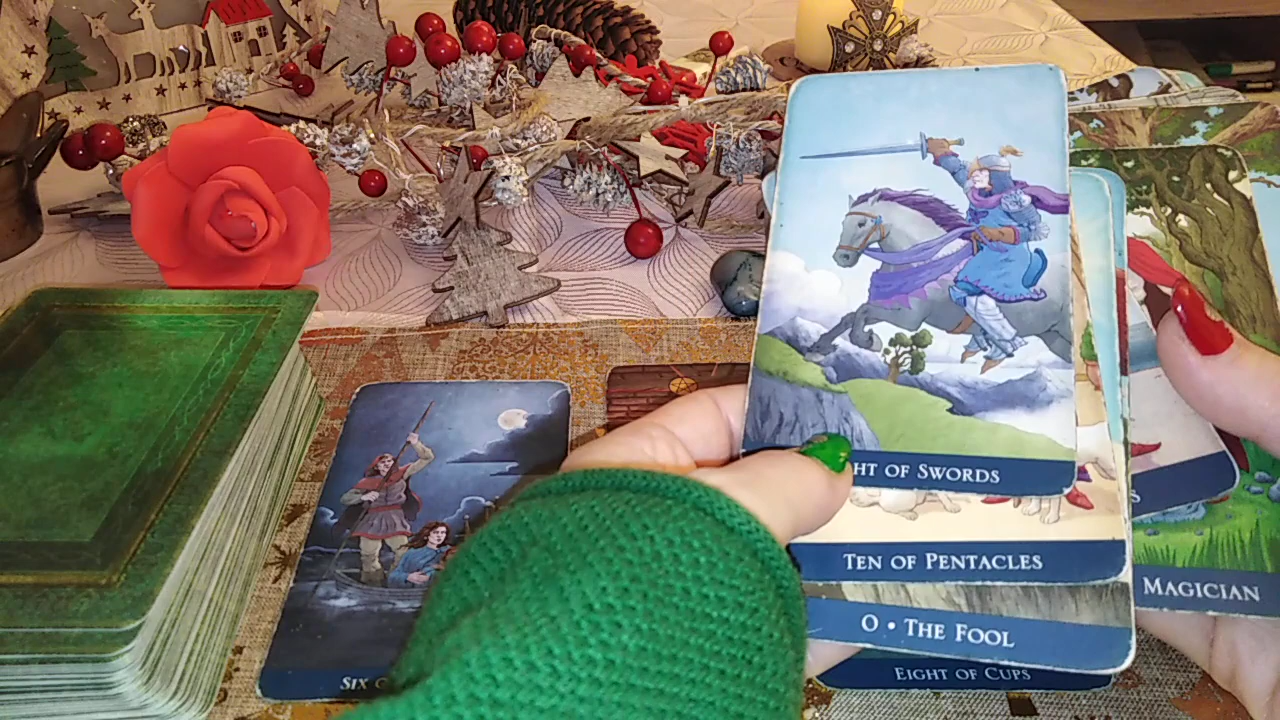 HT OF SWORDS
TEN OF PENTACLES
0 • THE FOOL
EIGHT OF CUPS
MAGICIAN
SIX